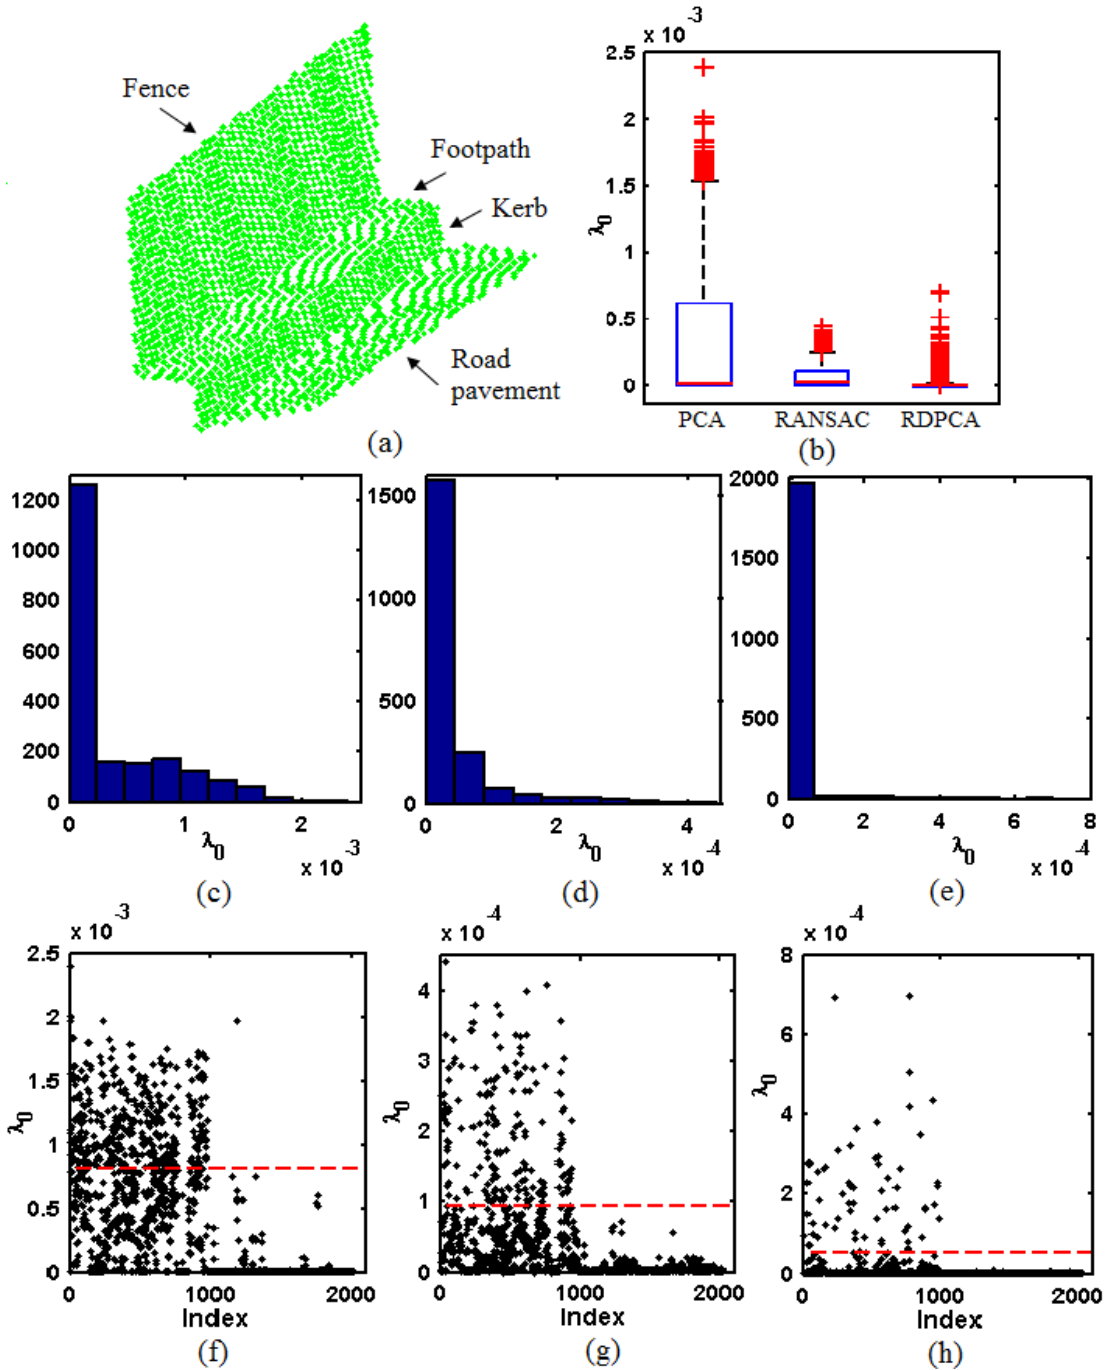 Fence
Footpath
Kerb
Road
pavement
(a)
x 10 -3
2.5
2
1.5
1
0.5
0
λ0
PCA RANSAC RDPCA
(b)
1200
1000
800
600
400
200
0
0 1 2
λ0
x 10 -3
(c)
1500
1000
500
0
0 2 4
λ0
x 10 -4
(d)
2000
1500
1000
500
0
0 2 4 6 8
λ0
x 10 -4
(e)
x 10 -3
2.5
2
1.5
1
0.5
0
λ0
0 1000 2000
Index
(f)
x 10 -4
4
3
2
1
0
λ0
0 1000 2000
Index
(g)
x 10 -4
8
6
4
2
0
λ0
0 1000 2000
Index
(h)